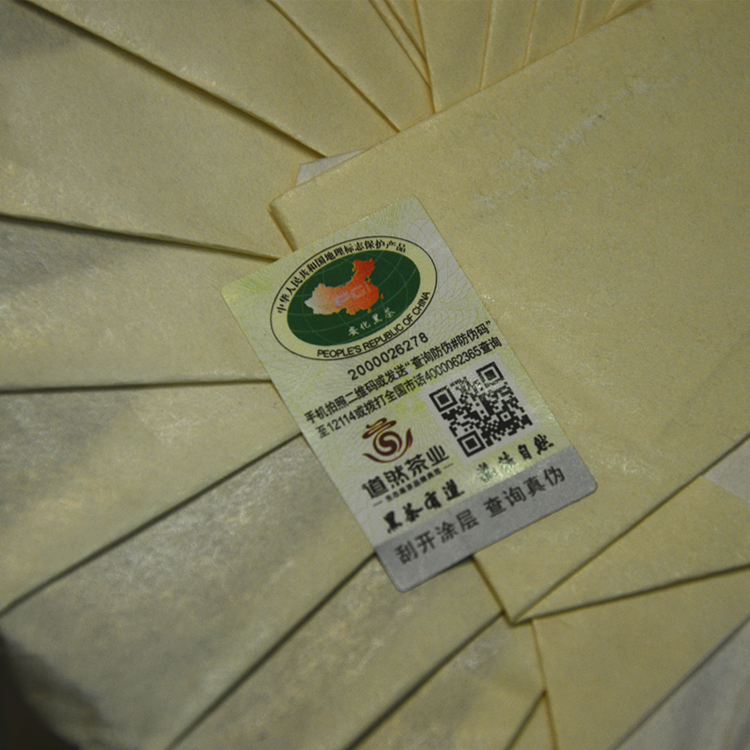 中华人民共和国地理标志保护产品
PGI
安化黑茶
PEOPLE'S REPUBLIC OF CHINA
2000026278
手机拍照二维码或发送“查询防伪#防伪码”
至12114或拨打全国市话4000062365查询
道然茶业
黑茶有道 道法自然
刮开涂层 查询真伪